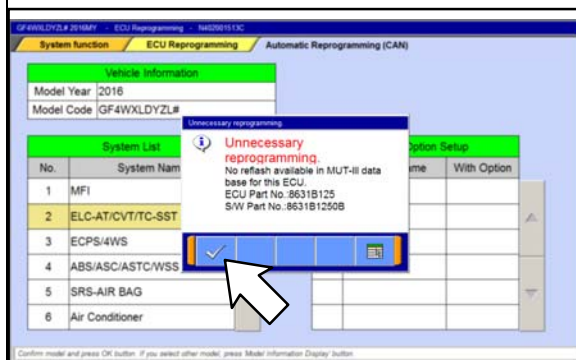 GF4WXLDYZL# 2016MY - ECU Reprogramming - N402001513C
System function ECU Reprogramming Automatic Reprogramming (CAN)
Vehicle Information
Model Year 2016
Model Code GF4WXLDYZL#
Unnecessary reprogramming.
Unnecessary
reprogramming.
No reflash available in MUT-III data
base for this ECU.
ECU Part No.:8631B125
S/W Part No.:8631B1250B
System List
No. System Nam
1 MFI
2 ELC-AT/CVT/TC-SST
3 ECPS/4WS
4 ABS/ASC/ASTC/WSS
5 SRS-AIR BAG
6 Air Conditioner
Option Setup
me With Option
Confirm model and press OK button. If you select other model, press 'Model Information Display' button.